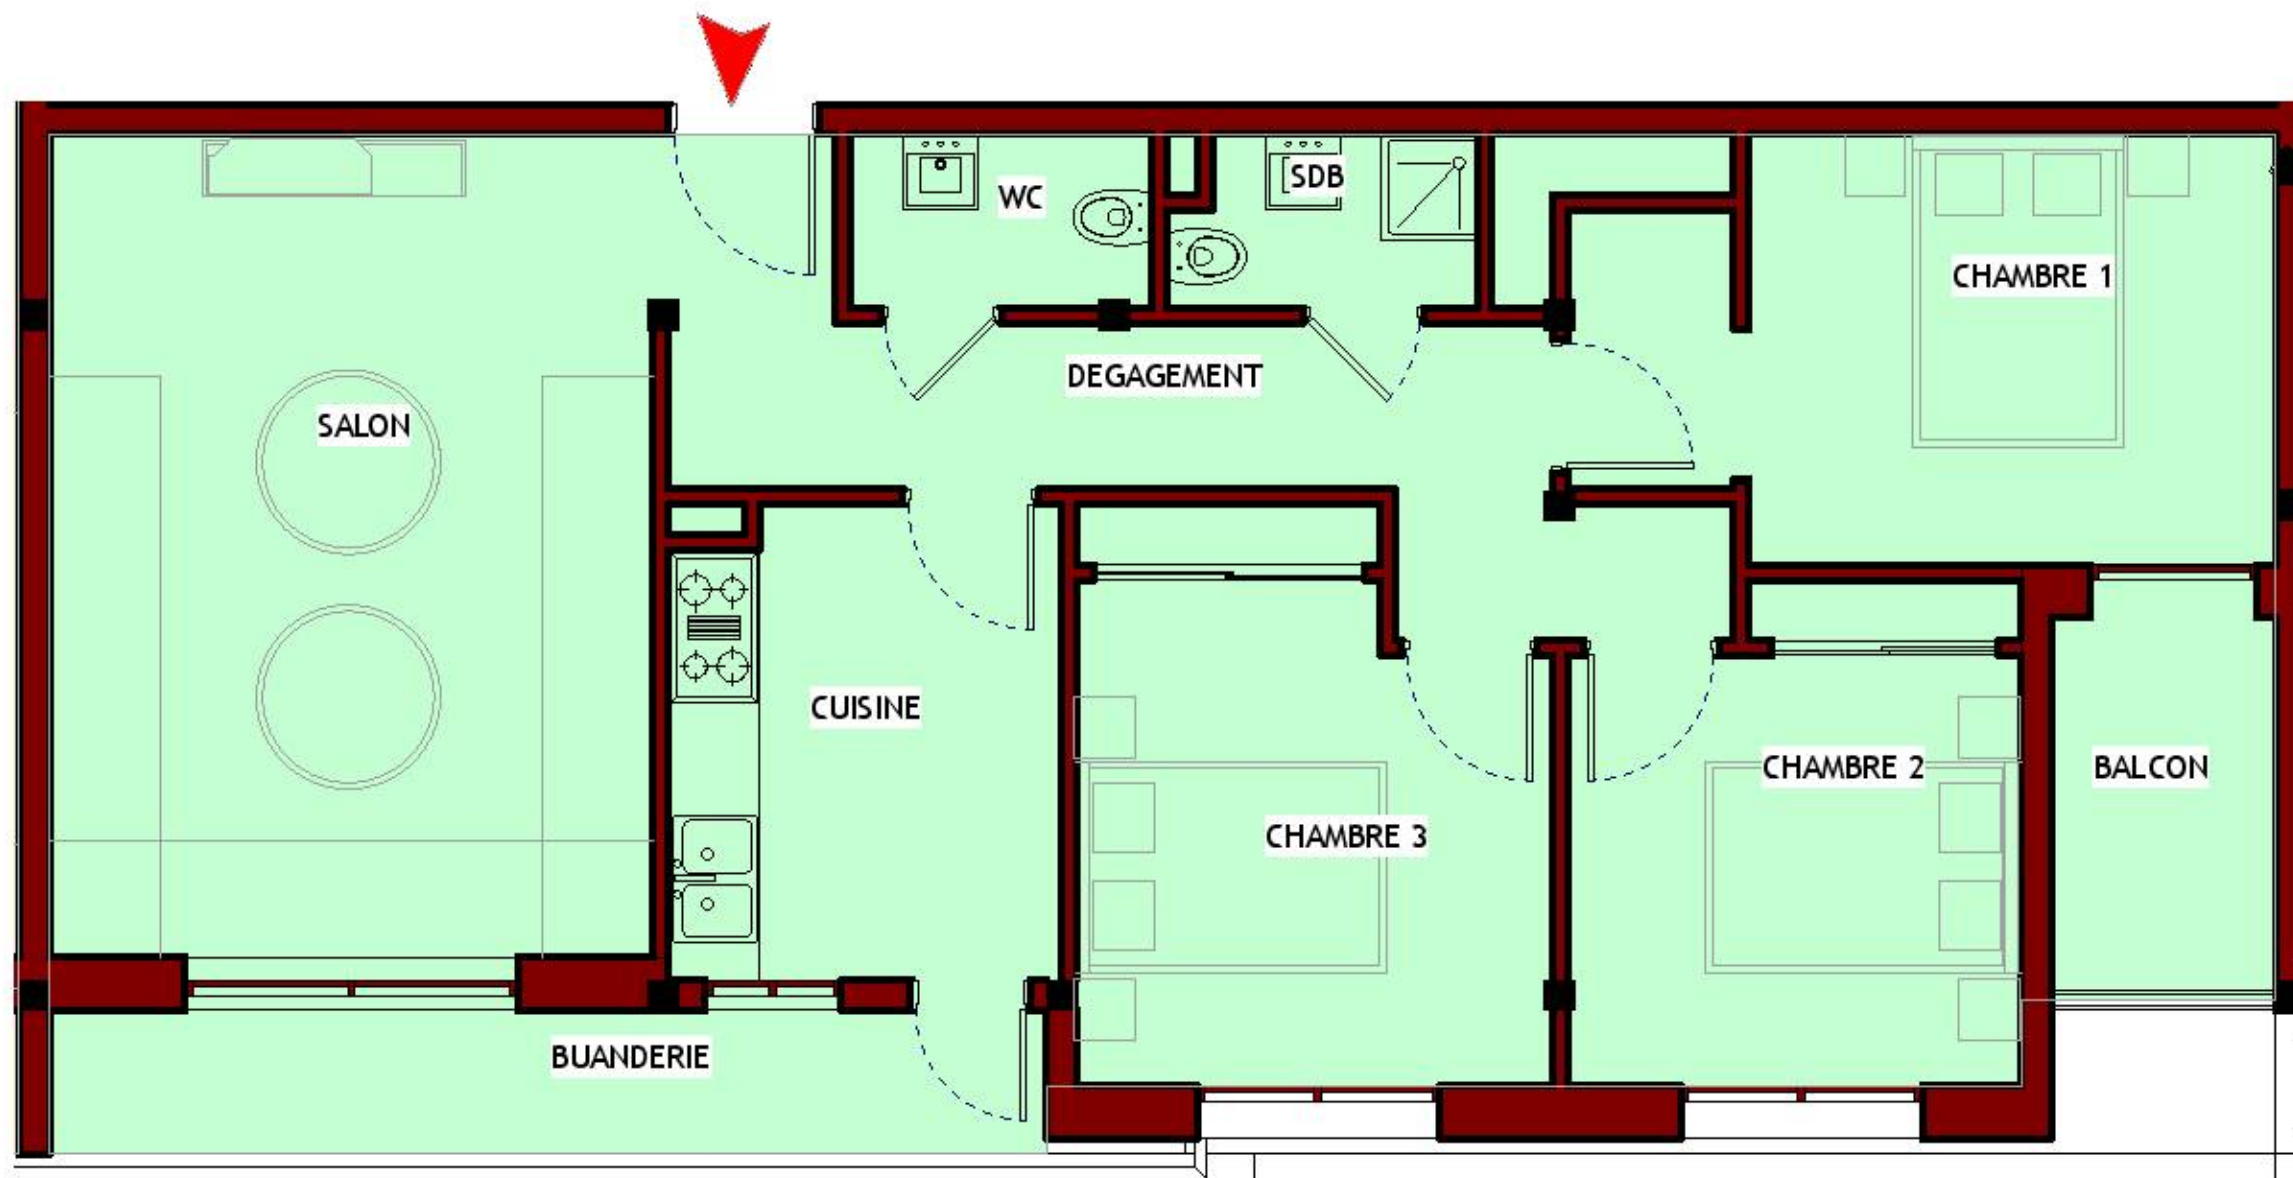 SDB
WC
CHAMBRE 1
DEGAGEMENT
SALON
CUISINE
CHAMBRE 2
BALCON
CHAMBRE 3
BUANDERIE